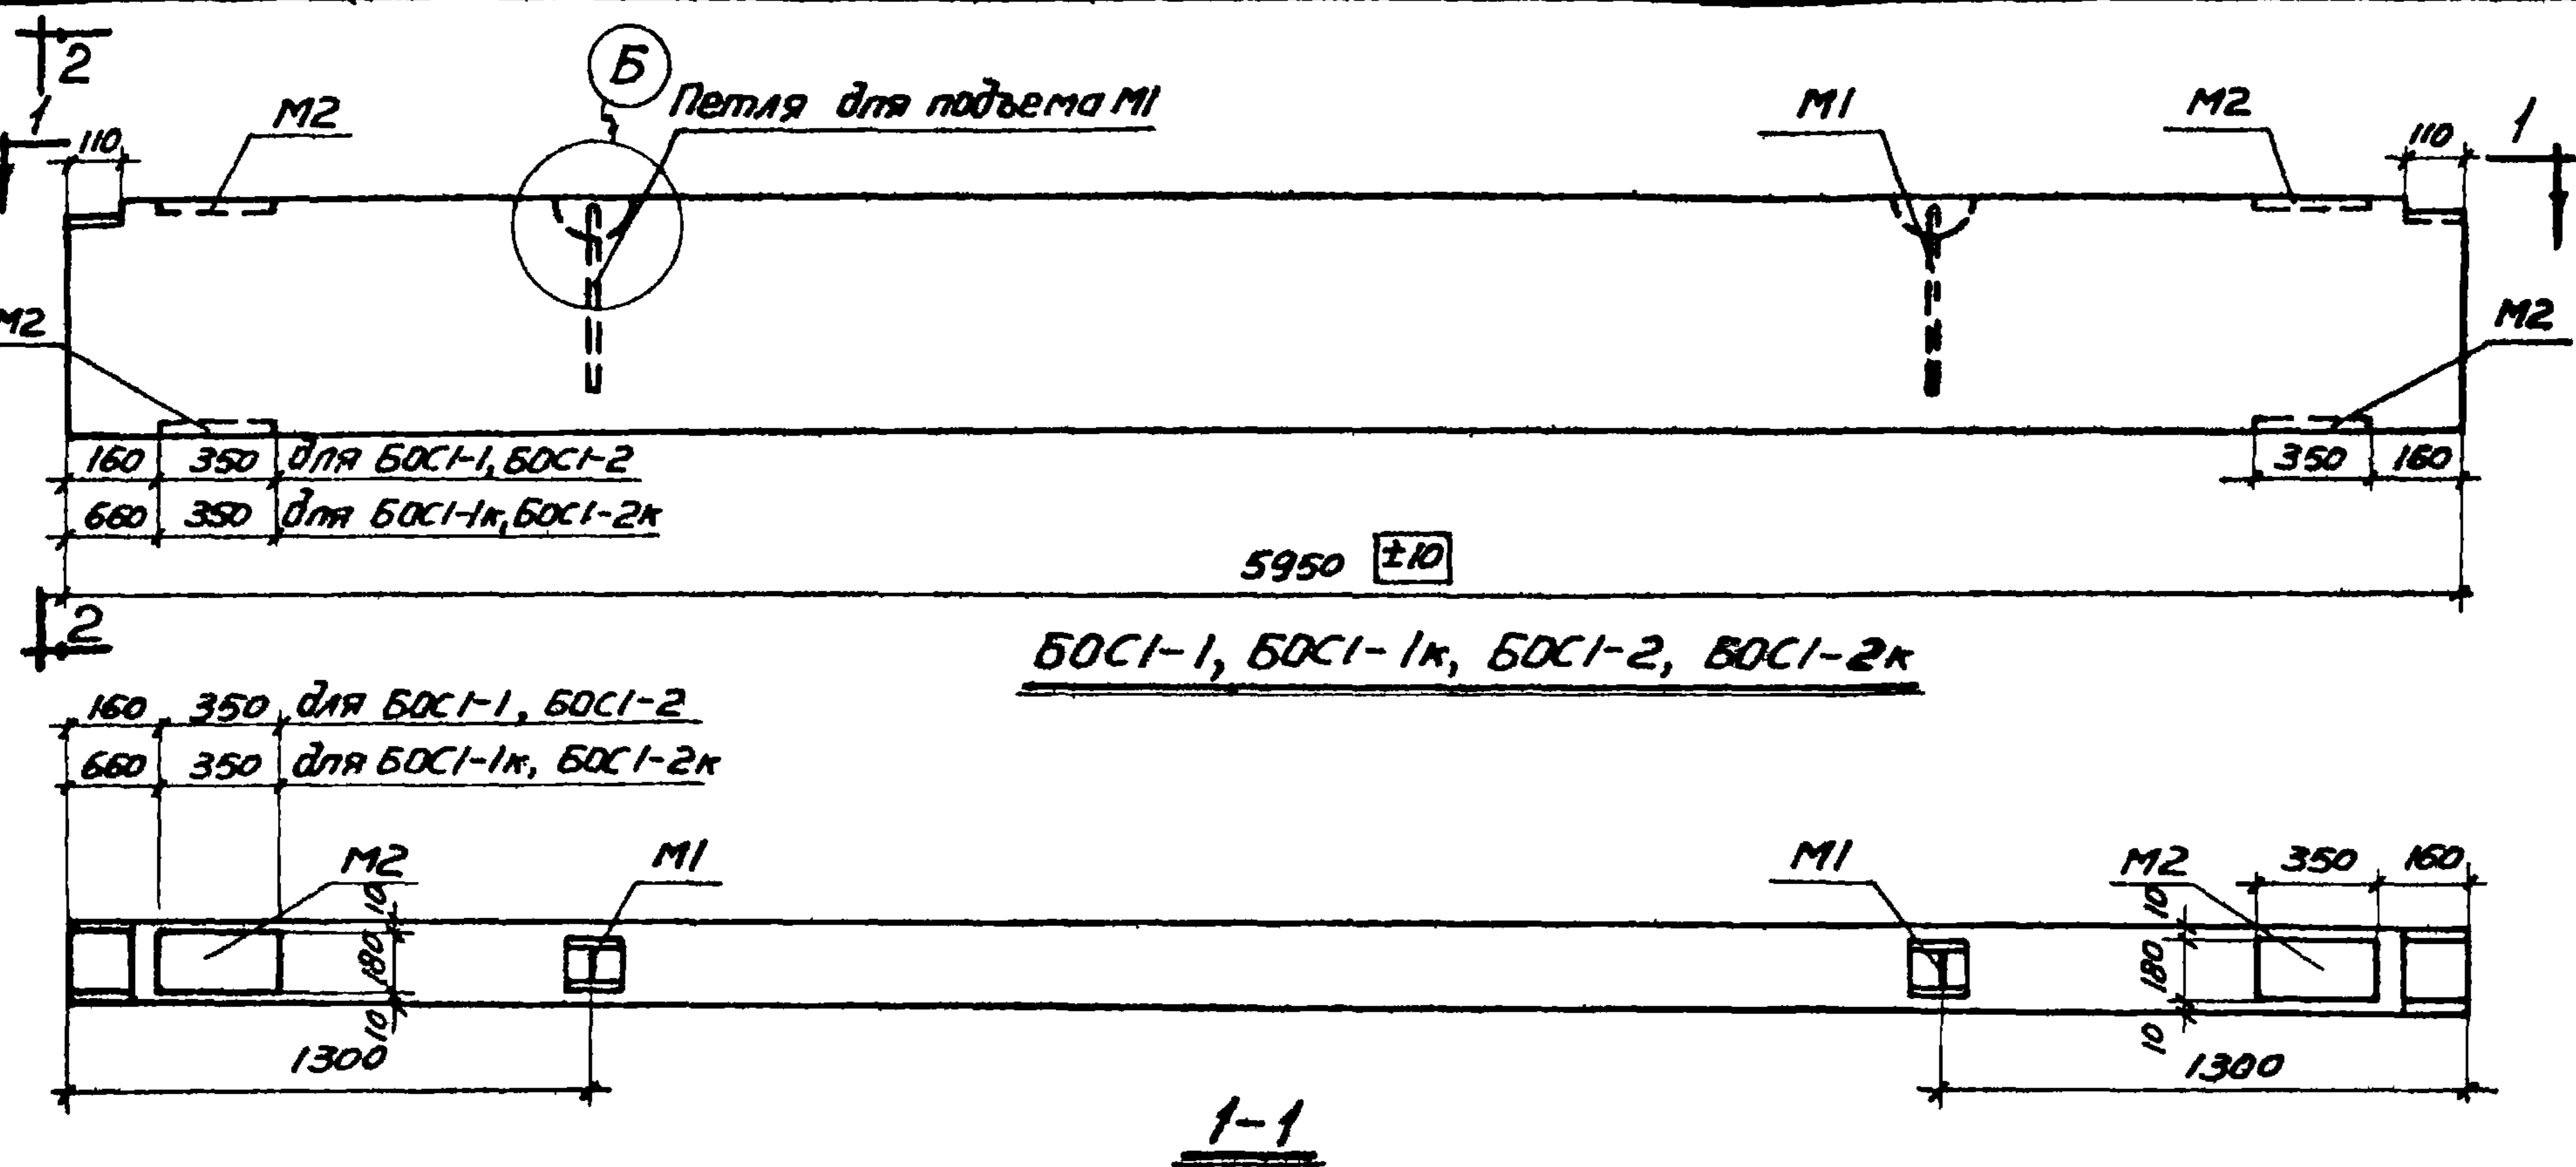 2
Б
1
М2
Петля для подъема М1
М1
М2
1
110
110
М2
М2
160 350 для БОС1-1, БОС1-2
350 160
660 350 для БОС1-1к, БОС1-2к
5950 ±10
2
БОС1-1, БОС1-1к, БОС1-2, БОС1-2к
160 350 для БОС1-1, БОС1-2
660 350 для БОС1-1к, БОС1-2к
М2
М1
М1
М2
350 160
10
180
10
10
180
10
1300
1300
1-1